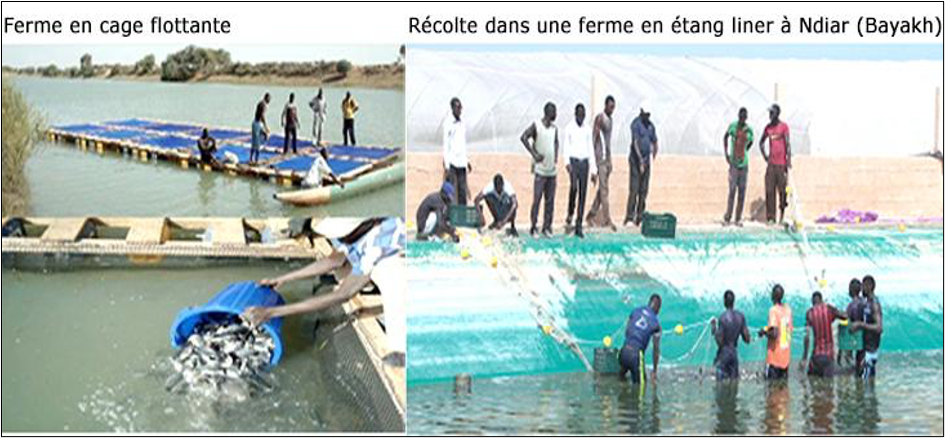 Ferme en cage flottante
Récolte dans une ferme en étang liner à Ndiar (Bayakh)